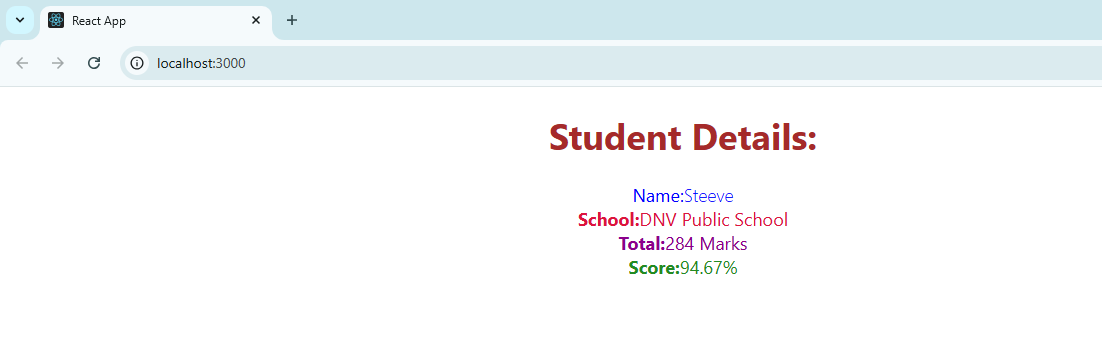 React App
localhost:3000
Student Details:
Name:Steeve
School:DNV Public School
Total:284 Marks
Score:94.67%